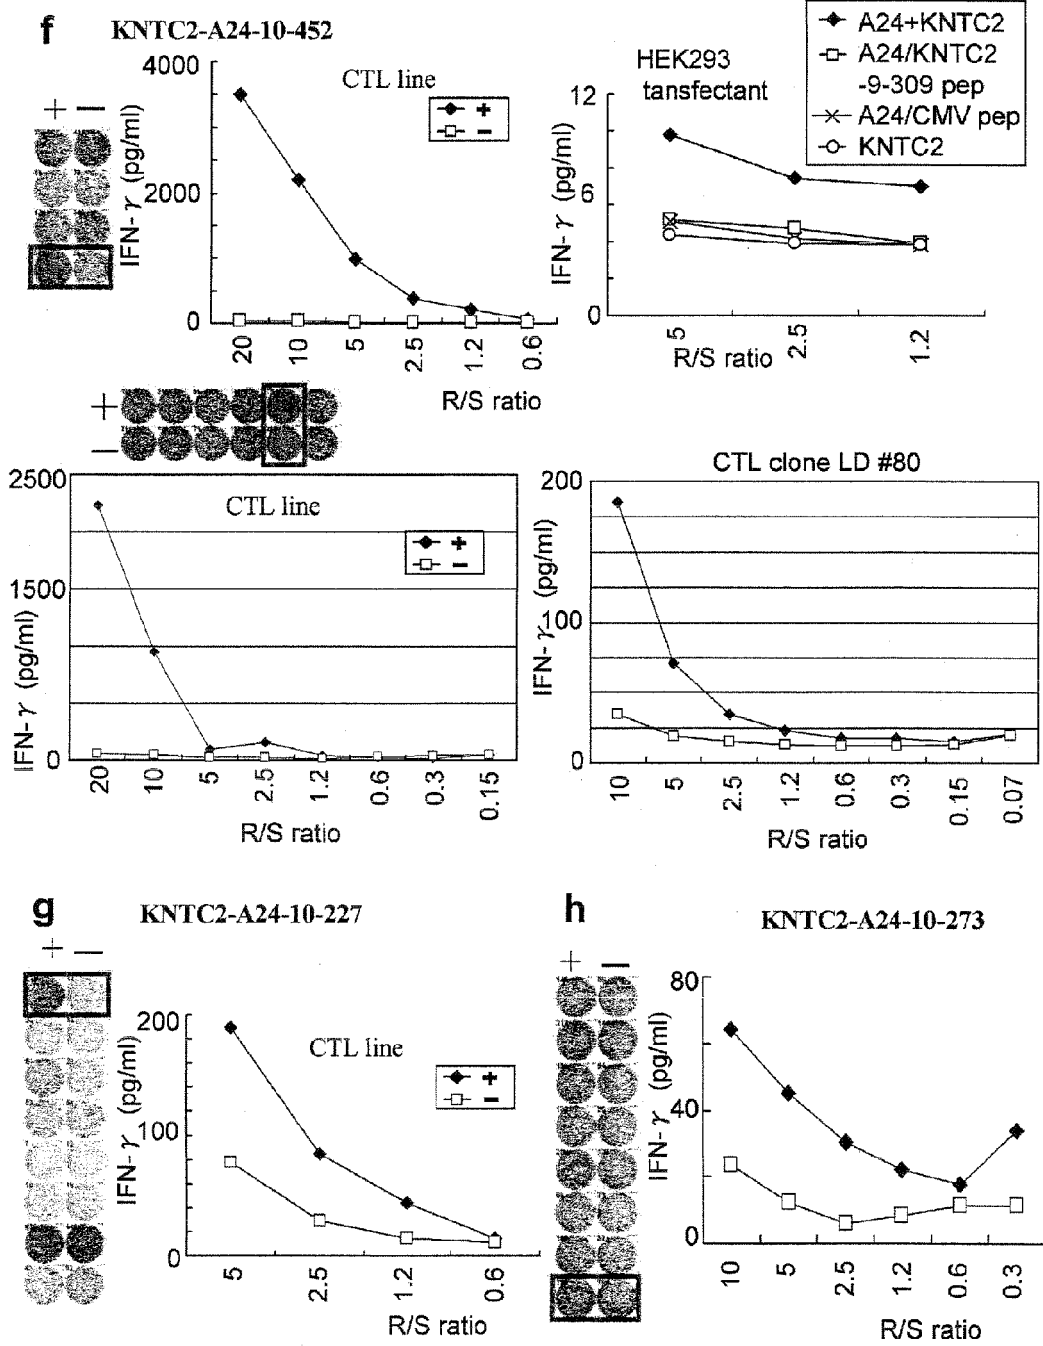 f
KNTC2-A24-10-452
+ −
4000
2000
0
IFN-γ (pg/ml)
CTL line
+
−
20 10 5 2.5 1.2 0.6
R/S ratio
A24+KNTC2
A24/KNTC2
-9-309 pep
A24/CMV pep
KNTC2
HEK293
tansfectant
12
6
0
IFN-γ (pg/ml)
5 2.5 1.2
R/S ratio
+
−
2500
1500
0
IFN-γ (pg/ml)
CTL line
+
−
20 10 5 2.5 1.2 0.6 0.3 0.15
R/S ratio
CTL clone LD #80
200
100
0
IFN-γ (pg/ml)
10 5 2.5 1.2 0.6 0.3 0.15 0.07
R/S ratio
g
KNTC2-A24-10-227
+ −
200
100
0
IFN-γ (pg/ml)
CTL line
+
−
5 2.5 1.2 0.6
R/S ratio
h
KNTC2-A24-10-273
+ −
80
40
0
IFN-γ (pg/ml)
10 5 2.5 1.2 0.6 0.3
R/S ratio